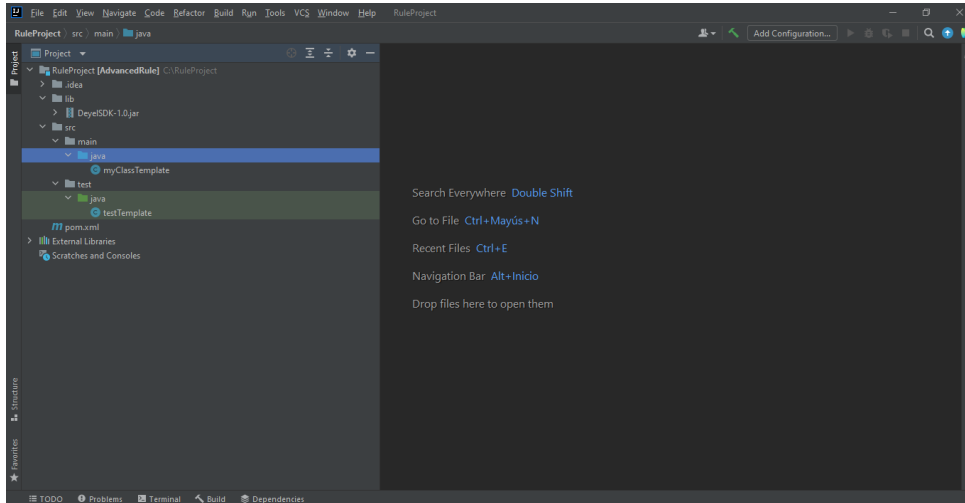 File Edit View Navigate Code Refactor Build Run Tools VCS Window Help RuleProject
RuleProject src main java
Add Configuration...
Project
Project
RuleProject [AdvancedRule] C:\RuleProject
.idea
lib
DeyelSDK-1.0.jar
src
main
java
myClassTemplate
test
java
testTemplate
pom.xml
External Libraries
Scratches and Consoles
Search Everywhere Double Shift
Go to File Ctrl+Mayús+N
Recent Files Ctrl+E
Navigation Bar Alt+Inicio
Drop files here to open them
Structure
Favorites
TODO Problems Terminal Build Dependencies